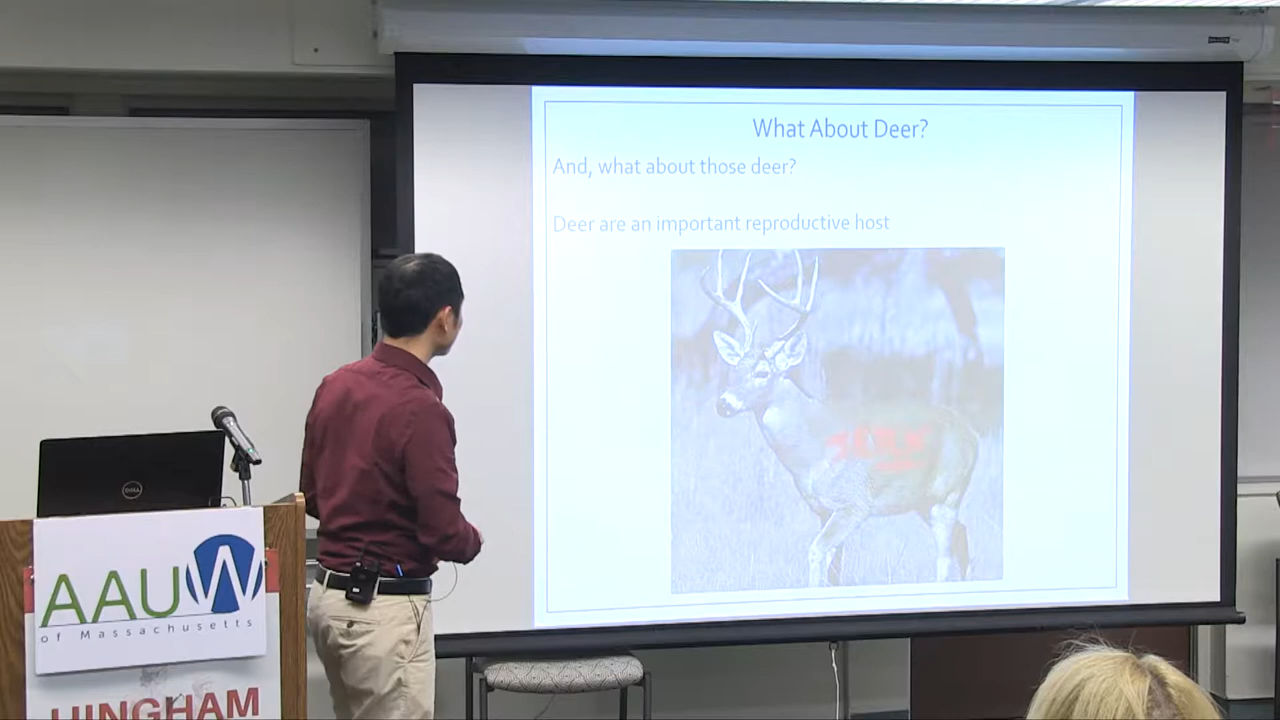 What About Deer?
And, what about those deer?
Deer are an important reproductive host
DELL
AAUW
of Massachusetts
HINGHAM